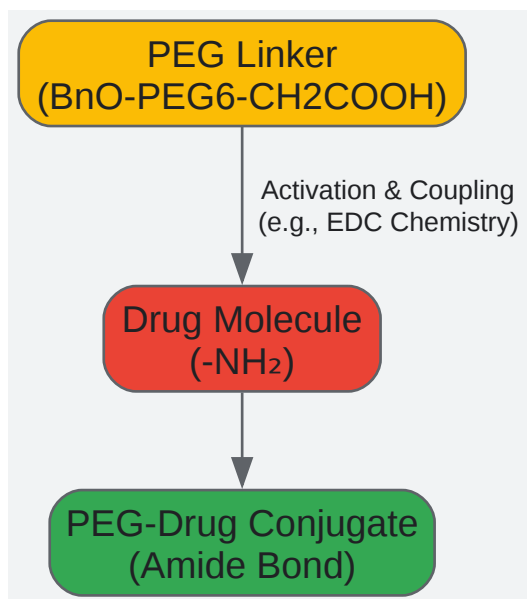 PEG Linker
(BnO-PEG6-CH2COOH)
Activation & Coupling
(e.g., EDC Chemistry)
Drug Molecule
(-NH₂)
PEG-Drug Conjugate
(Amide Bond)